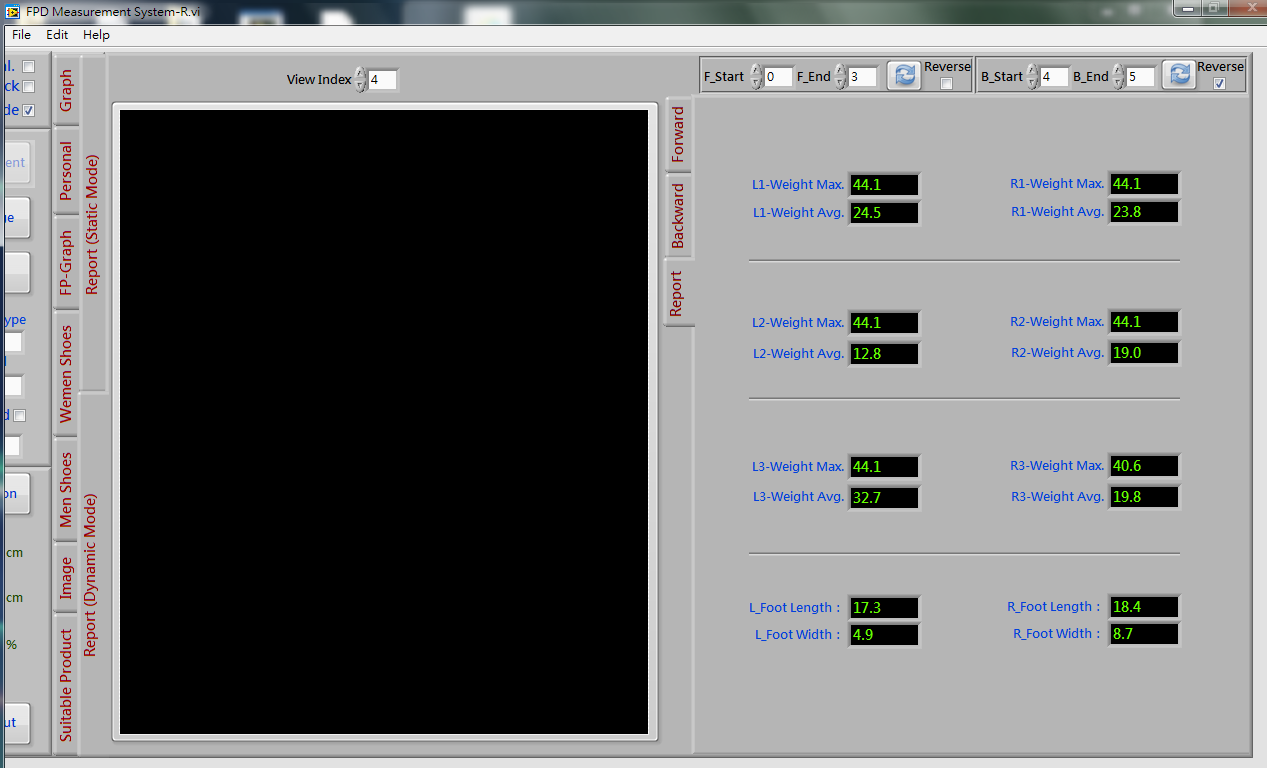 FPD Measurement System-R.vi
File Edit Help
View Index 4
F_Start 0 F_End 3 Reverse B_Start 4 B_End 5 Reverse
Graph
Personal
FP-Graph
Wemen Shoes
Men Shoes
Image
Suitable Product
Report (Static Mode)
Report (Dynamic Mode)
Forward
Backward
Report
L1-Weight Max. 44.1 R1-Weight Max. 44.1
L1-Weight Avg. 24.5 R1-Weight Avg. 23.8
L2-Weight Max. 44.1 R2-Weight Max. 44.1
L2-Weight Avg. 12.8 R2-Weight Avg. 19.0
L3-Weight Max. 44.1 R3-Weight Max. 40.6
L3-Weight Avg. 32.7 R3-Weight Avg. 19.8
L_Foot Length : 17.3 R_Foot Length : 18.4
L_Foot Width : 4.9 R_Foot Width : 8.7
cm
cm
%